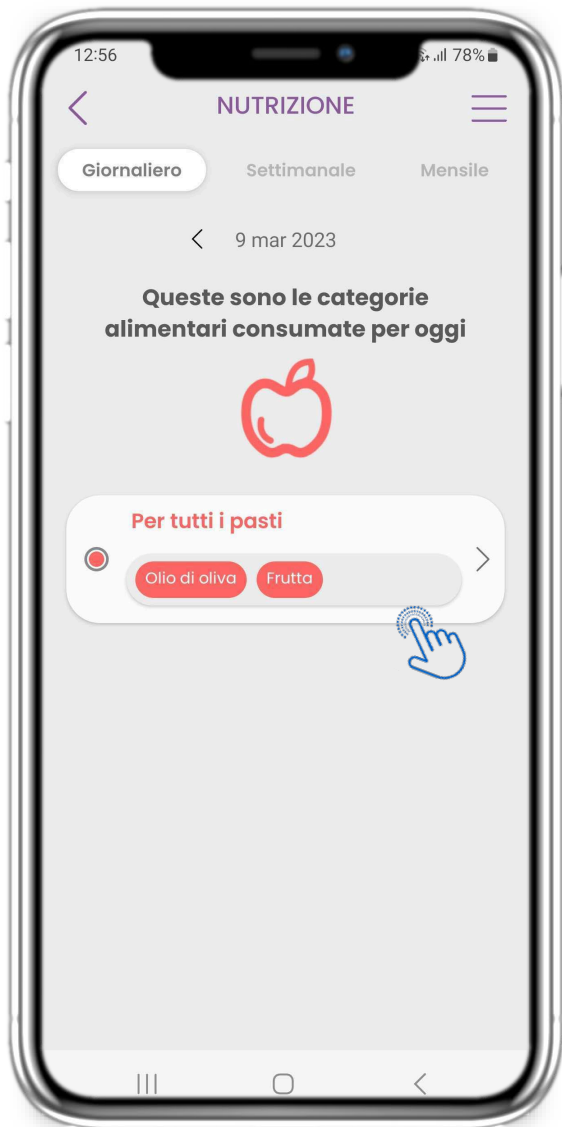 12:56
78%
NUTRIZIONE
Giornaliero Settimanale Mensile
9 mar 2023
Queste sono le categorie
alimentari consumate per oggi
Per tutti i pasti
Olio di oliva Frutta